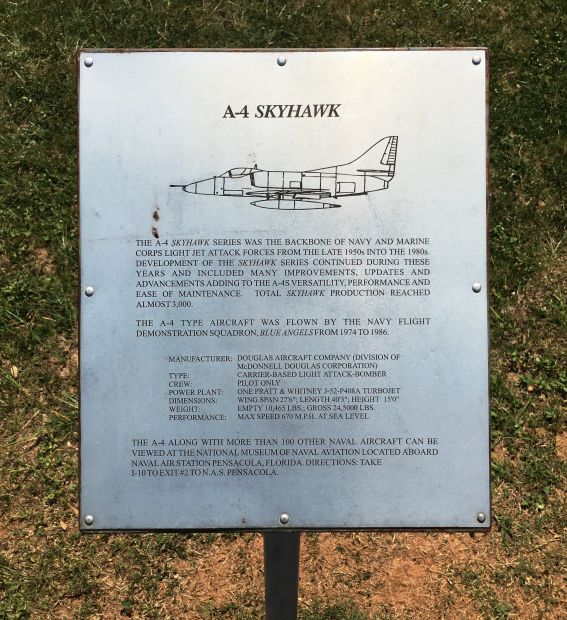 A-4 SKYHAWK
THE A-4 SKYHAWK SERIES WAS THE BACKBONE OF NAVY AND MARINE
CORPS LIGHT JET ATTACK FORCES FROM THE LATE 1950s INTO THE 1980s.
DEVELOPMENT OF THE SKYHAWK SERIES CONTINUED DURING THESE
YEARS AND INCLUDED MANY IMPROVEMENTS, UPDATES AND
ADVANCEMENTS ADDING TO THE A-4S VERSATILITY, PERFORMANCE AND
EASE OF MAINTENANCE. TOTAL SKYHAWK PRODUCTION REACHED
ALMOST 3,000.
THE A-4 TYPE AIRCRAFT WAS FLOWN BY THE NAVY FLIGHT
DEMONSTRATION SQUADRON, BLUE ANGELS FROM 1974 TO 1986.
MANUFACTURER: DOUGLAS AIRCRAFT COMPANY (DIVISION OF
McDONNELL DOUGLAS CORPORATION)
TYPE: CARRIER-BASED LIGHT ATTACK-BOMBER
CREW: PILOT ONLY
POWER PLANT: ONE PRATT & WHITNEY J-52-P408A TURBOJET
DIMENSIONS: WING SPAN 27'6"; LENGTH 40'3"; HEIGHT 15'0"
WEIGHT: EMPTY 10,465 LBS.; GROSS 24,5000 LBS.
PERFORMANCE: MAX SPEED 670 M.P.H. AT SEA LEVEL
THE A-4 ALONG WITH MORE THAN 100 OTHER NAVAL AIRCRAFT CAN BE
VIEWED AT THE NATIONAL MUSEUM OF NAVAL AVIATION LOCATED ABOARD
NAVAL AIR STATION PENSACOLA, FLORIDA. DIRECTIONS: TAKE
I-10 TO EXIT #2 TO N.A.S. PENSACOLA.